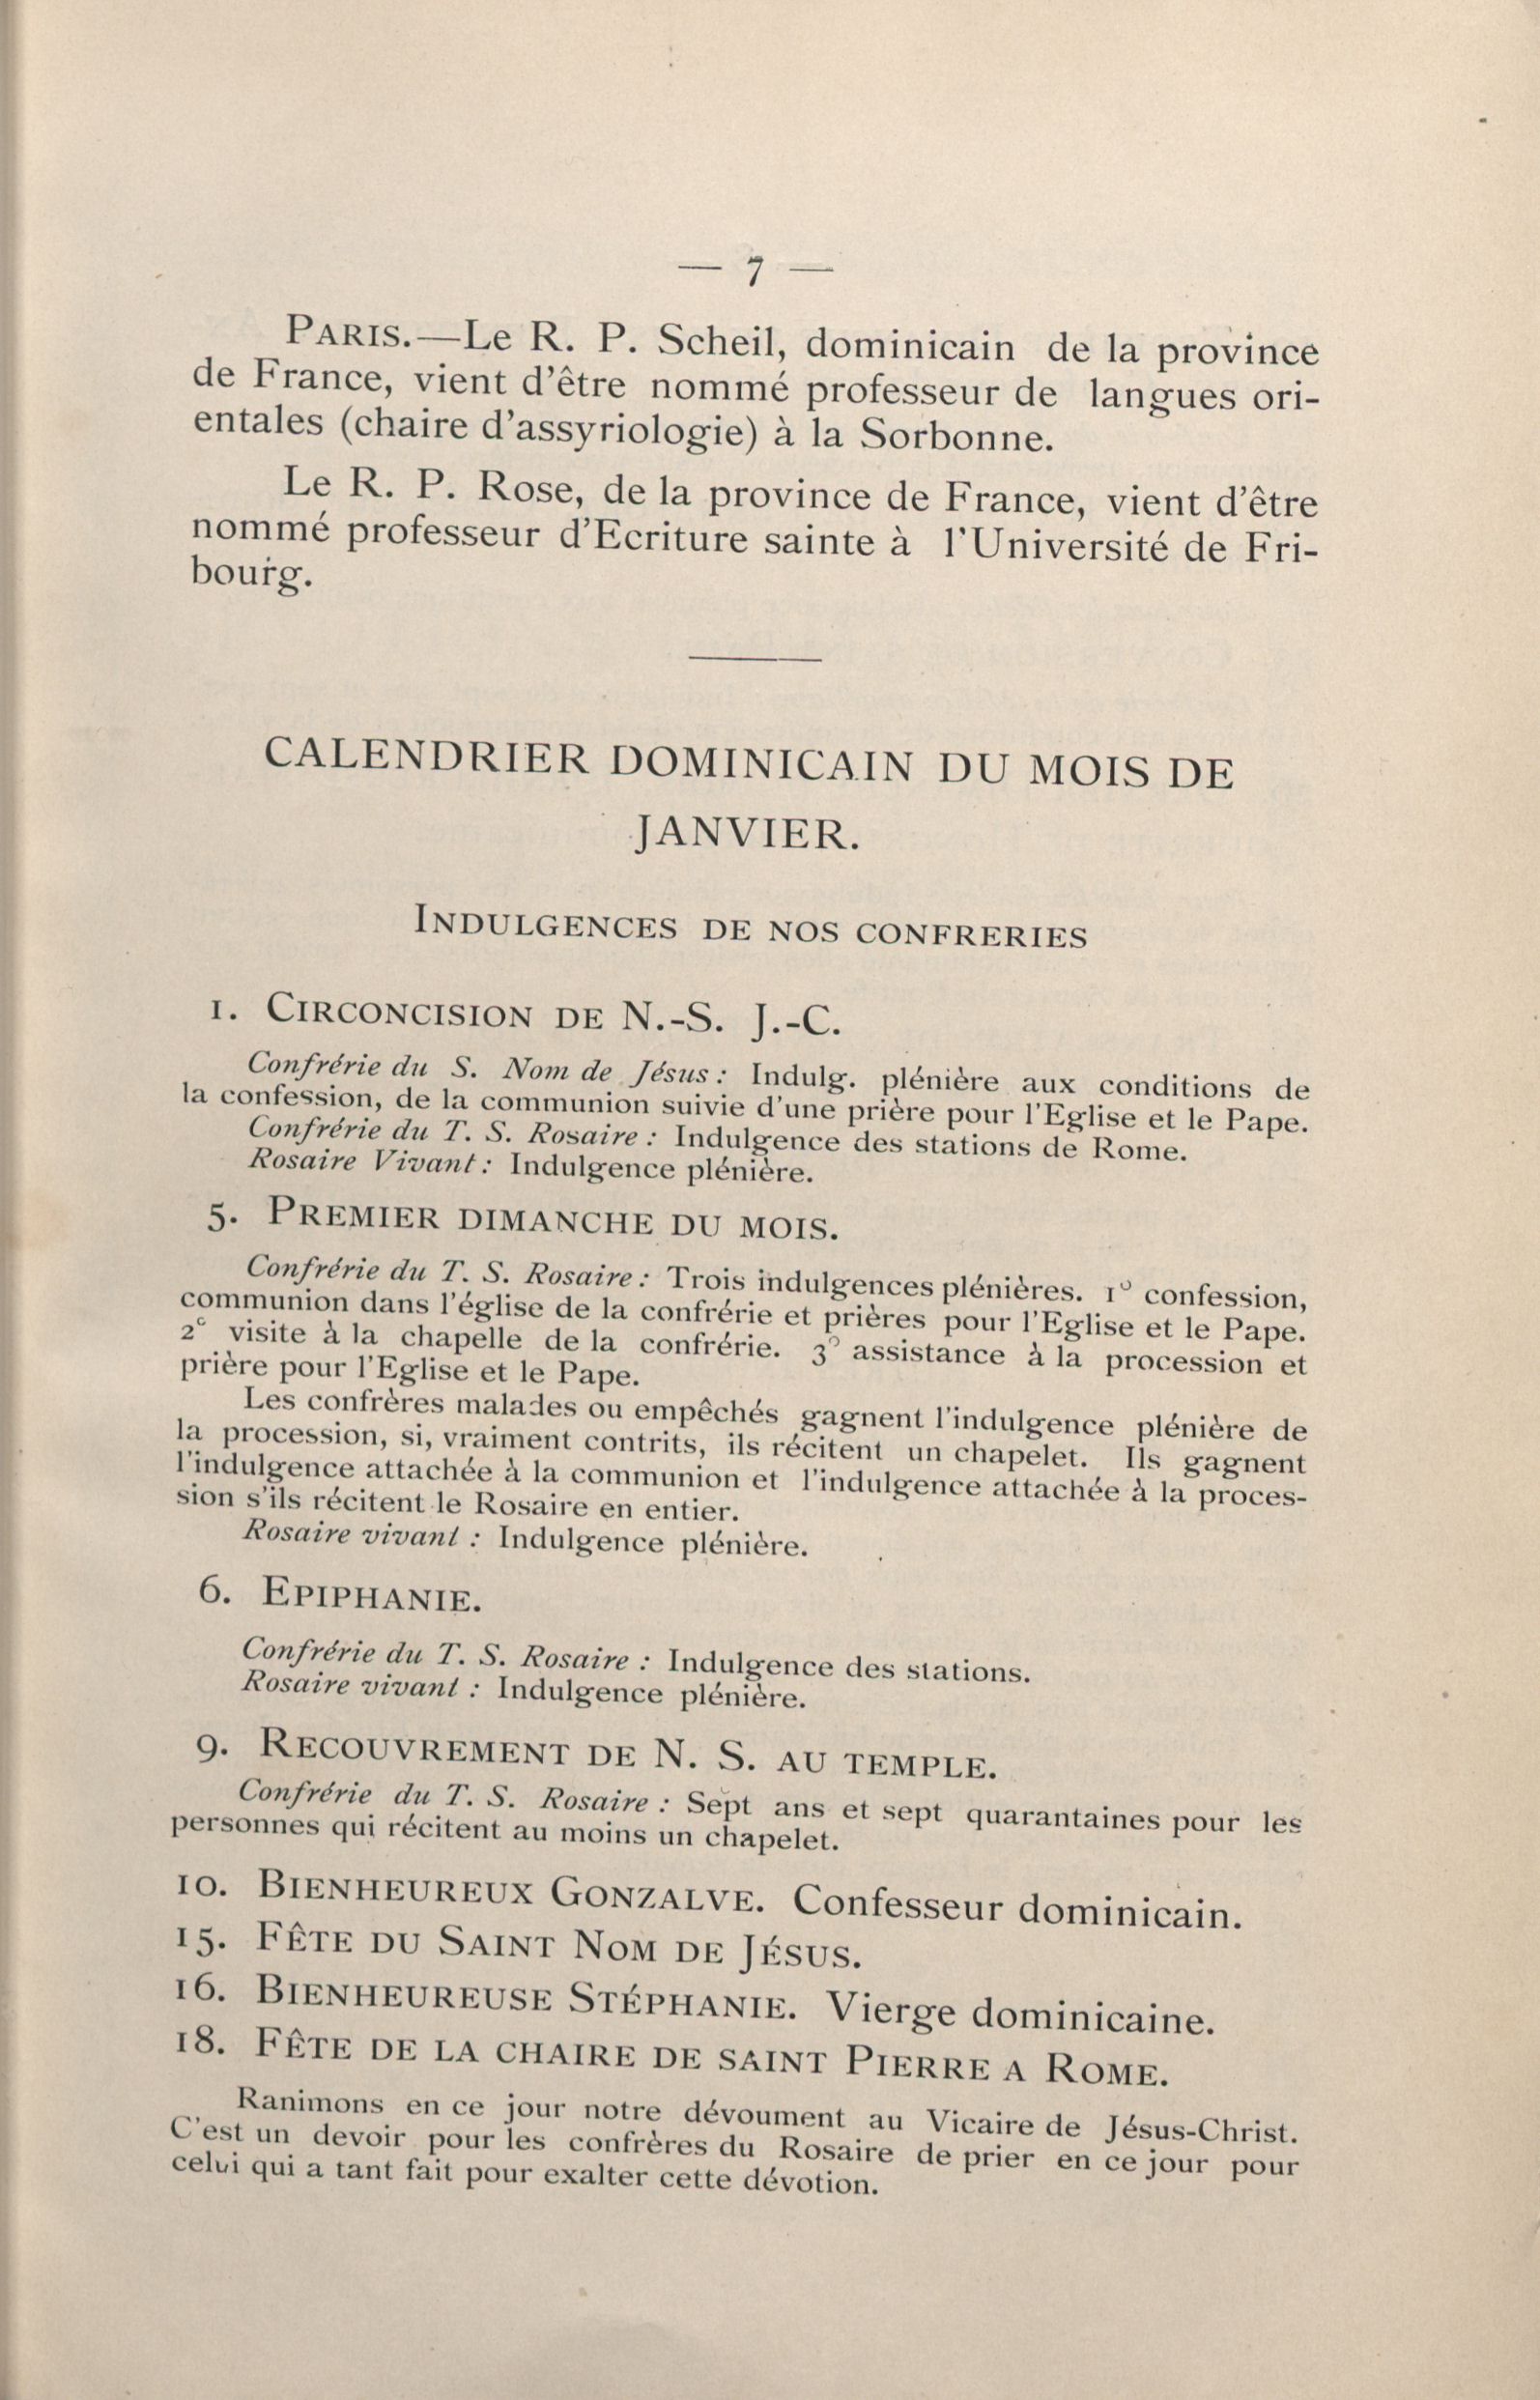 — 7 —
PARIS.—Le R. P. Scheil, dominicain de la province
de France, vient d'être nommé professeur de langues ori-
entales (chaire d'assyriologie) à la Sorbonne.
Le R. P. Rose, de la province de France, vient d'être
nommé professeur d'Ecriture sainte à l'Université de Fri-
bourg.
CALENDRIER DOMINICAIN DU MOIS DE
JANVIER.
INDULGENCES DE NOS CONFRERIES
1. CIRCONCISION DE N.-S. J.-C.
Confrérie du S. Nom de Jésus : Indulg. plénière aux conditions de
la confession, de la communion suivie d'une prière pour l'Eglise et le Pape.
Confrérie du T. S. Rosaire : Indulgence des stations de Rome.
Rosaire Vivant : Indulgence plénière.
5. PREMIER DIMANCHE DU MOIS.
Confrérie du T. S. Rosaire : Trois indulgences plénières. 1° confession,
communion dans l'église de la confrérie et prières pour l'Eglise et le Pape.
2° visite à la chapelle de la confrérie. 3° assistance à la procession et
prière pour l'Eglise et le Pape.
Les confrères malades ou empêchés gagnent l'indulgence plénière de
la procession, si, vraiment contrits, ils récitent un chapelet. Ils gagnent
l'indulgence attachée à la communion et l'indulgence attachée à la proces-
sion s'ils récitent le Rosaire en entier.
Rosaire vivant : Indulgence plénière.
6. EPIPHANIE.
Confrérie du T. S. Rosaire : Indulgence des stations.
Rosaire vivant : Indulgence plénière.
9. RECOUVREMENT DE N. S. AU TEMPLE.
Confrérie du T. S. Rosaire : Sept ans et sept quarantaines pour les
personnes qui récitent au moins un chapelet.
10. BIENHEUREUX GONZALVE. Confesseur dominicain.
15. FÊTE DU SAINT NOM DE JÉSUS.
16. BIENHEUREUSE STÉPHANIE. Vierge dominicaine.
18. FÊTE DE LA CHAIRE DE SAINT PIERRE A ROME.
Ranimons en ce jour notre dévoument au Vicaire de Jésus-Christ.
C'est un devoir pour les confrères du Rosaire de prier en ce jour pour
celui qui a tant fait pour exalter cette dévotion.